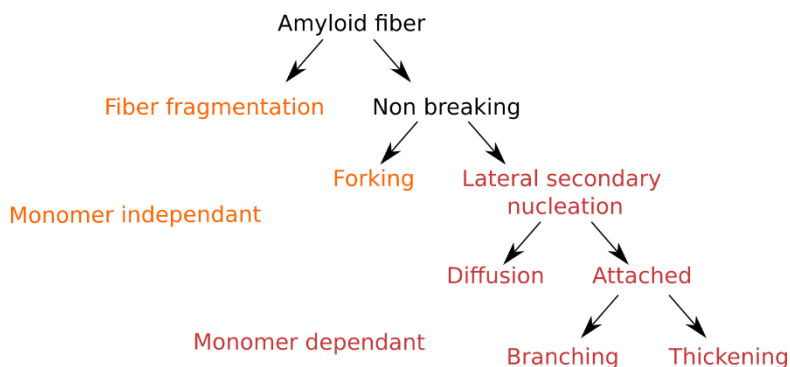 Amyloid fiber
Fiber fragmentation
Non breaking
Forking
Lateral secondary
nucleation
Monomer independant
Diffusion
Attached
Monomer dependant
Branching
Thickening